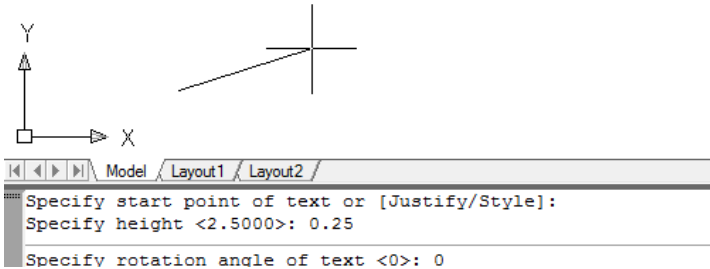 Y
X
Model Layout1 Layout2
Specify start point of text or [Justify/Style]:
Specify height <2.5000>: 0.25
Specify rotation angle of text <0>: 0